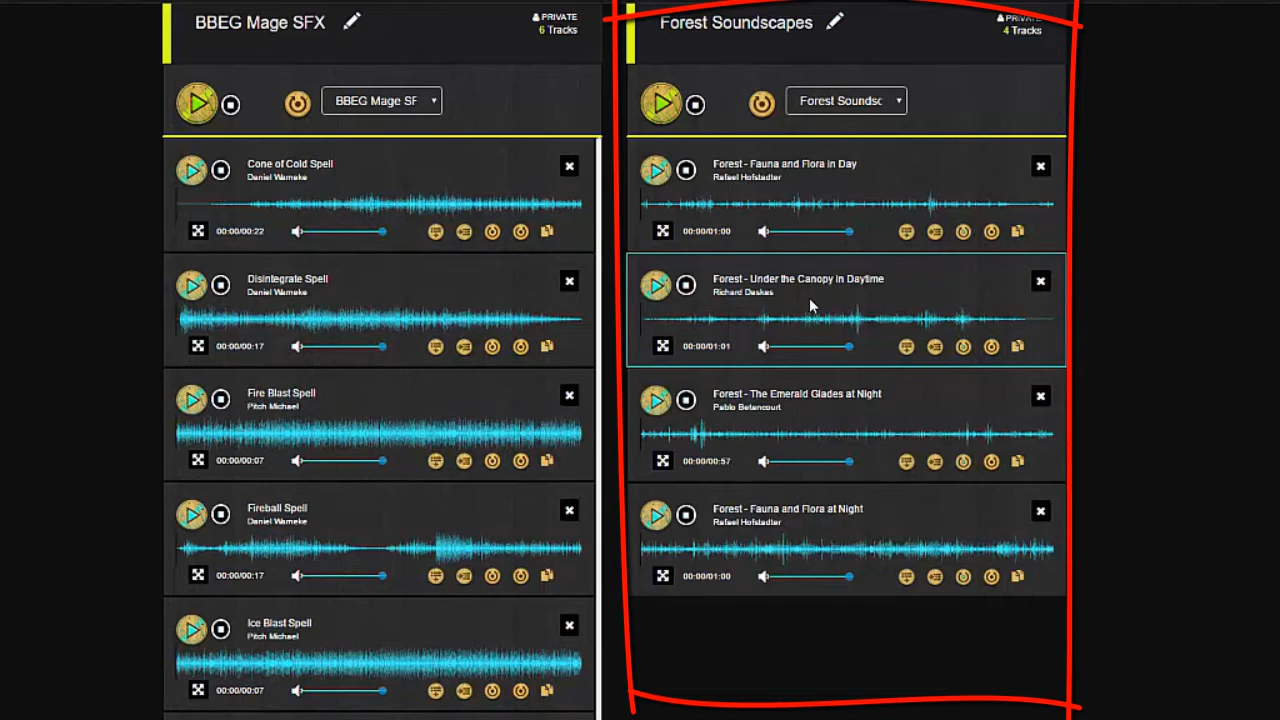 BBEG Mage SFX
PRIVATE
6 Tracks
BBEG Mage SF
Cone of Cold Spell
Daniel Warneke
00:00/00:22
Disintegrate Spell
Daniel Warneke
00:00/00:17
Fire Blast Spell
Pitch Michael
00:00/00:07
Fireball Spell
Daniel Warneke
00:00/00:17
Ice Blast Spell
Pitch Michael
00:00/00:07
Forest Soundscapes
PRIVATE
4 Tracks
Forest Soundsc
Forest - Fauna and Flora in Day
Rafael Hofstadter
00:00/01:00
Forest - Under the Canopy in Daytime
Richard Daskas
00:00/01:01
Forest - The Emerald Glades at Night
Pablo Betancourt
00:00/00:57
Forest - Fauna and Flora at Night
Rafael Hofstadter
00:00/01:00